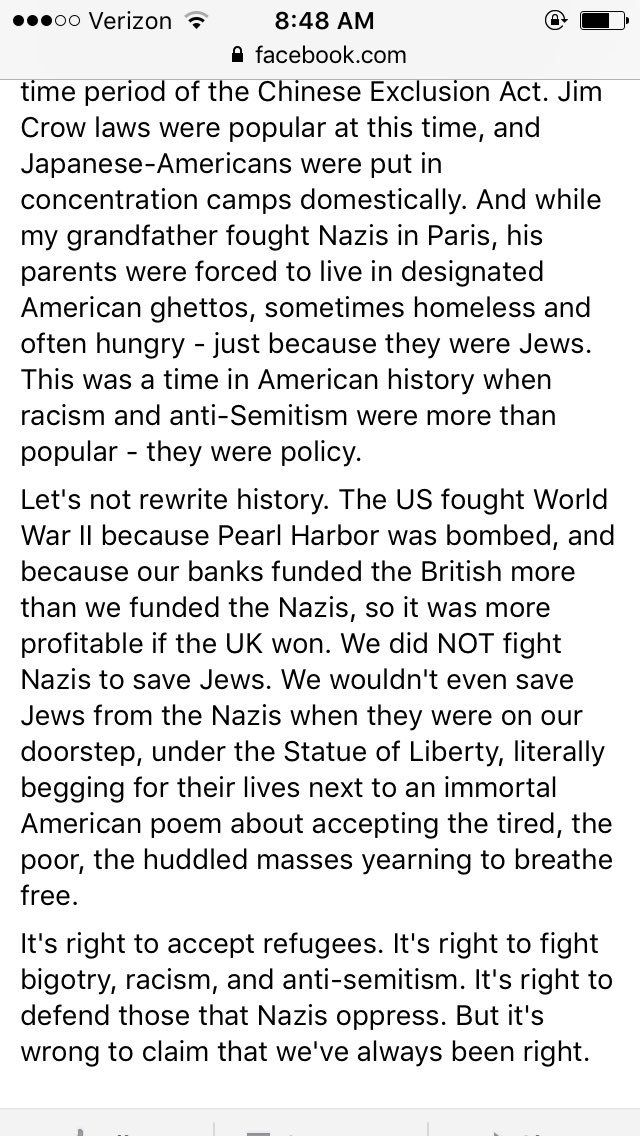 Verizon 8:48 AM
facebook.com
time period of the Chinese Exclusion Act. Jim
Crow laws were popular at this time, and
Japanese-Americans were put in
concentration camps domestically. And while
my grandfather fought Nazis in Paris, his
parents were forced to live in designated
American ghettos, sometimes homeless and
often hungry - just because they were Jews.
This was a time in American history when
racism and anti-Semitism were more than
popular - they were policy.
Let's not rewrite history. The US fought World
War II because Pearl Harbor was bombed, and
because our banks funded the British more
than we funded the Nazis, so it was more
profitable if the UK won. We did NOT fight
Nazis to save Jews. We wouldn't even save
Jews from the Nazis when they were on our
doorstep, under the Statue of Liberty, literally
begging for their lives next to an immortal
American poem about accepting the tired, the
poor, the huddled masses yearning to breathe
free.
It's right to accept refugees. It's right to fight
bigotry, racism, and anti-semitism. It's right to
defend those that Nazis oppress. But it's
wrong to claim that we've always been right.